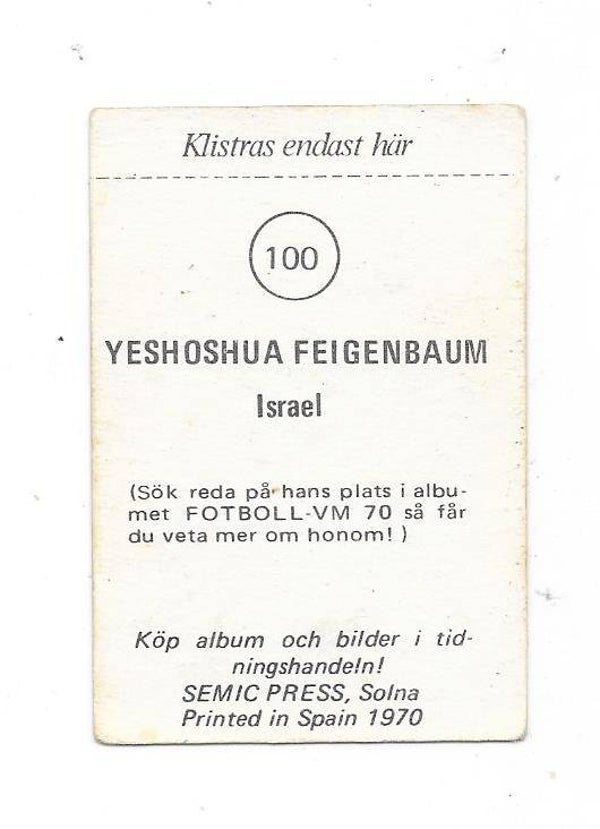 Klistras endast här
100
YESHOSHUA FEIGENBAUM
Israel
(Sök reda på hans plats i albu-
met FOTBOLL-VM 70 så får
du veta mer om honom! )
Köp album och bilder i tid-
ningshandeln!
SEMIC PRESS, Solna
Printed in Spain 1970